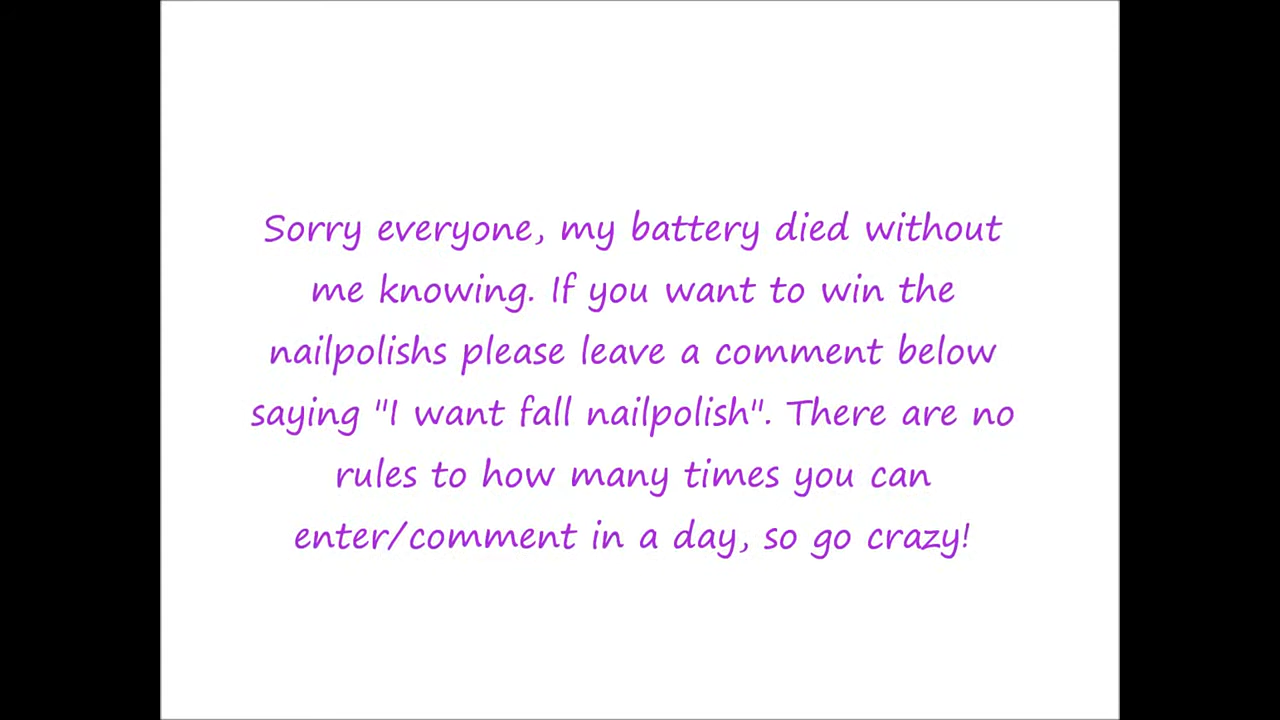 Sorry everyone, my battery died without
me knowing. If you want to win the
nailpolishs please leave a comment below
saying "I want fall nailpolish". There are no
rules to how many times you can
enter/comment in a day, so go crazy!